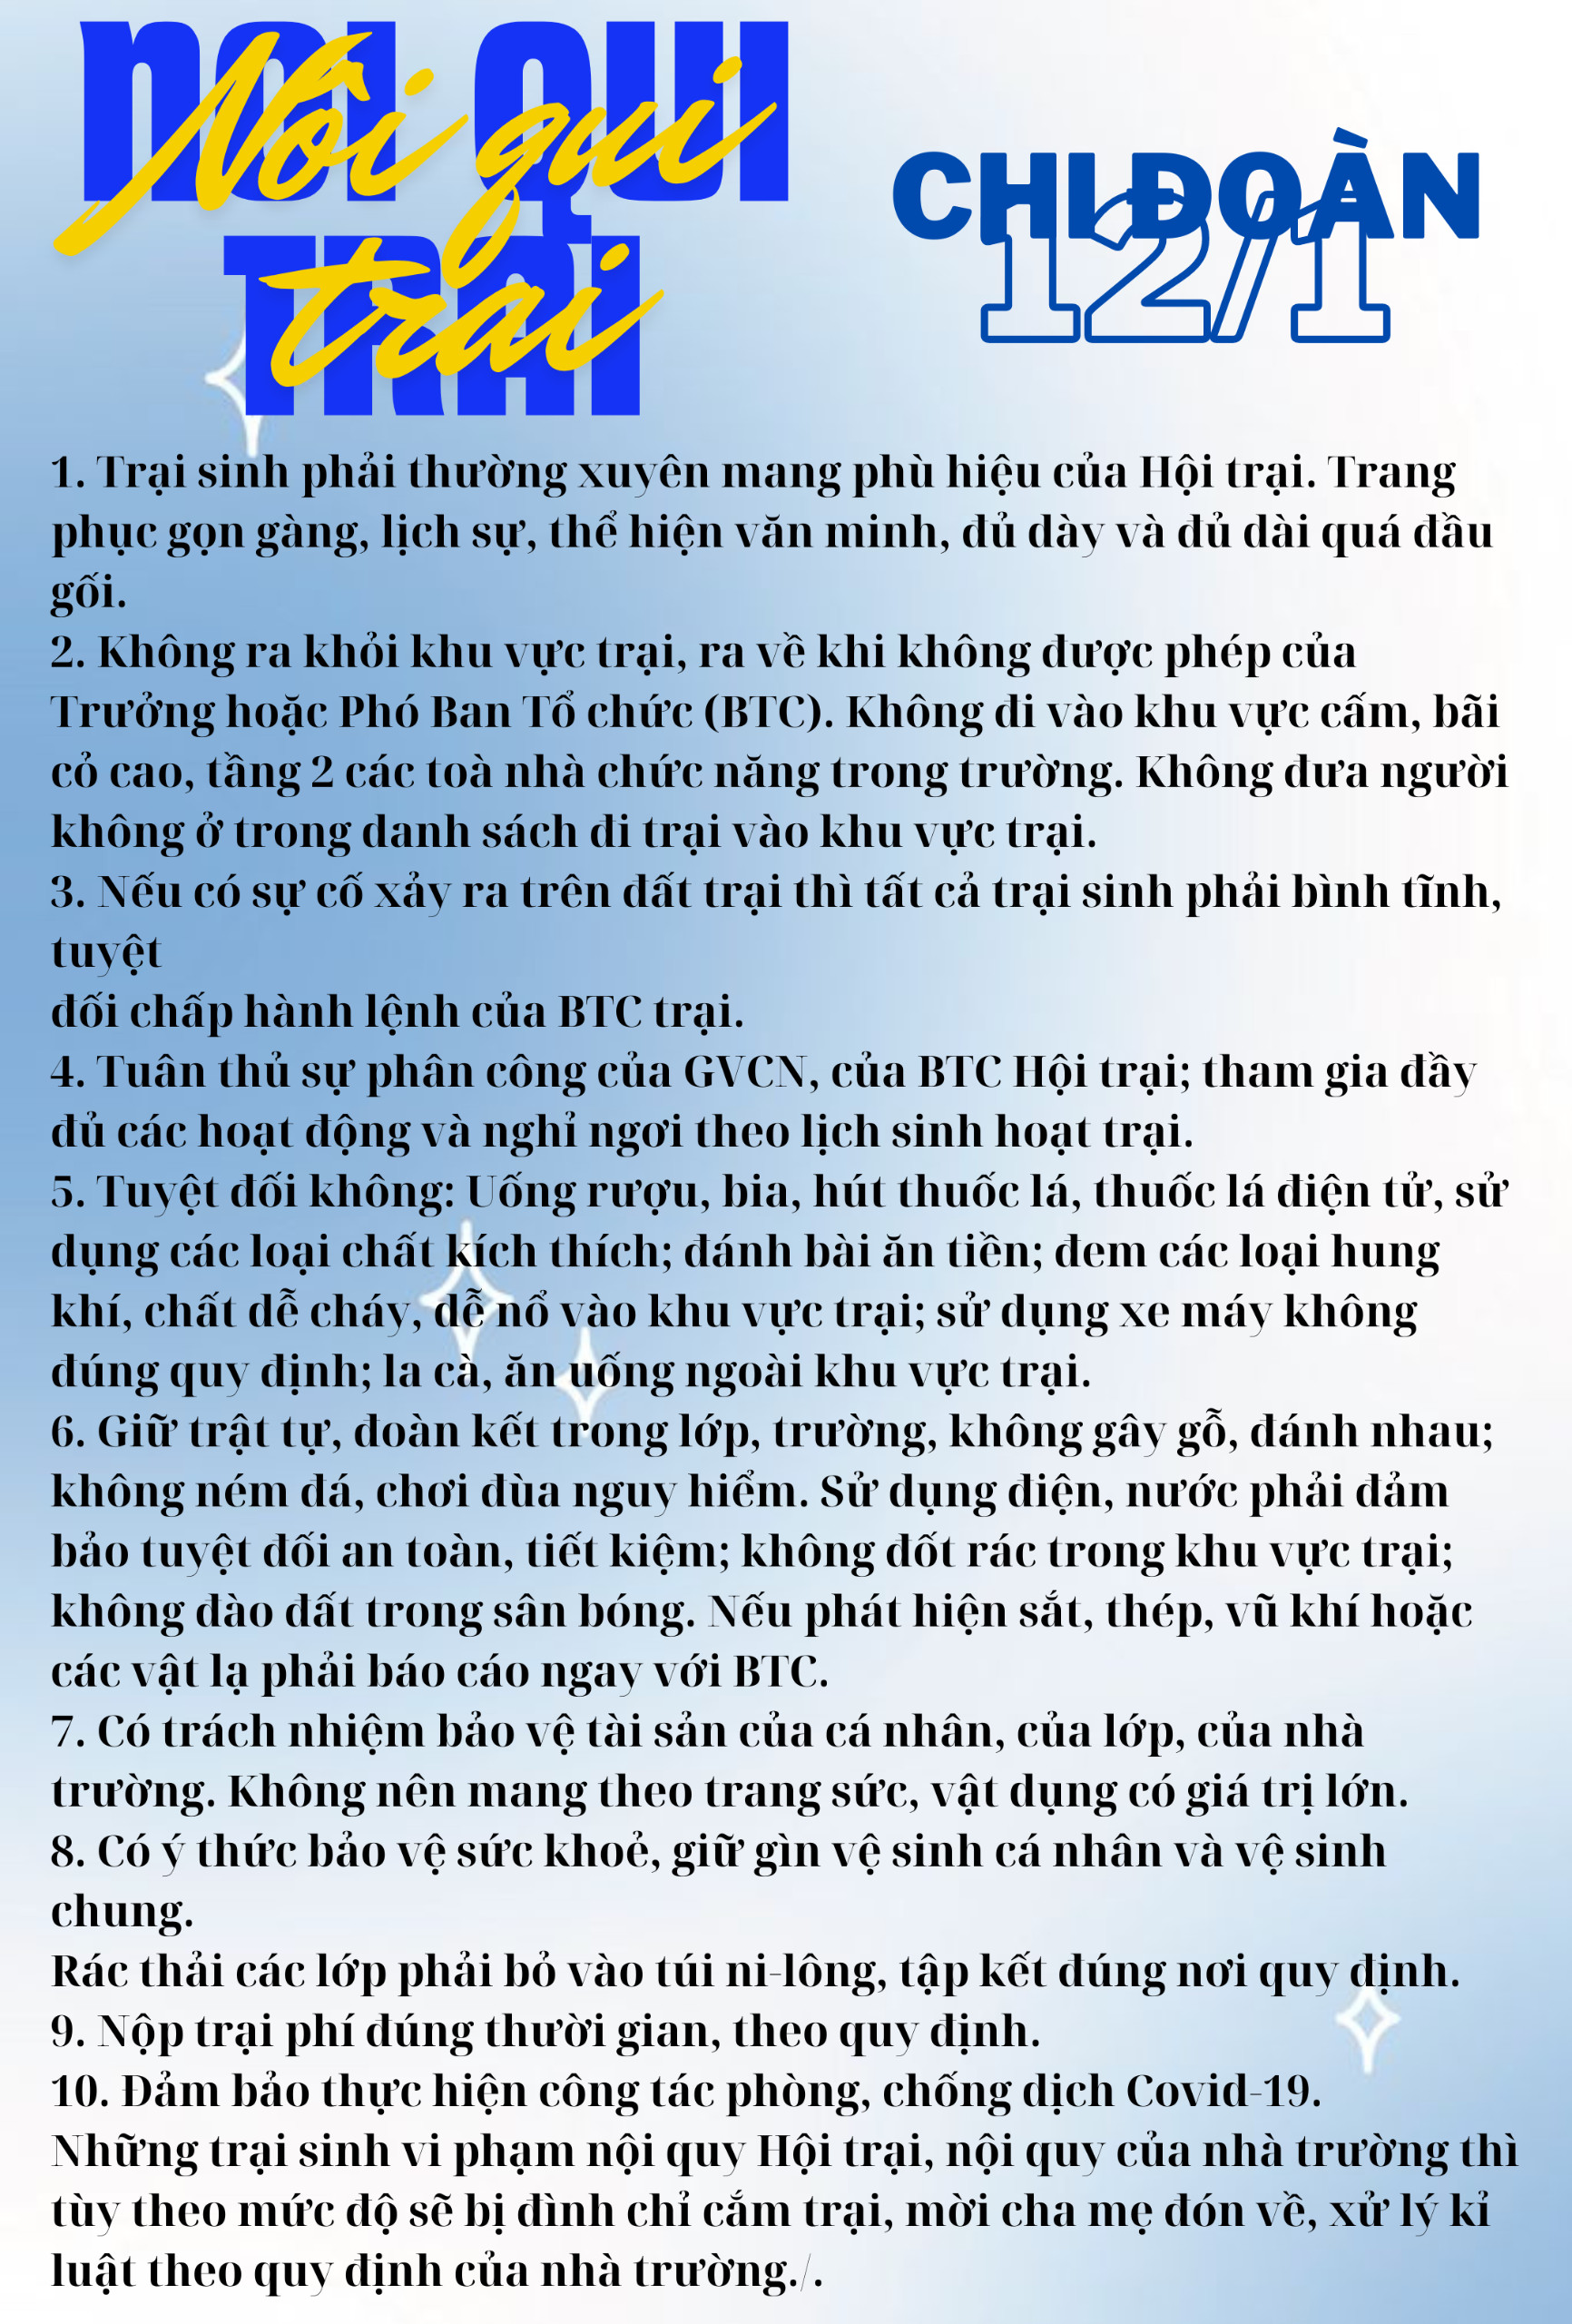 NỘI QUI
TRẠI
Nôi qui
trai
CHI ĐOÀN
12/1
1. Trại sinh phải thường xuyên mang phù hiệu của Hội trại. Trang
phục gọn gàng, lịch sự, thể hiện văn minh, đủ dày và đủ dài quá đầu
gối.
2. Không ra khỏi khu vực trại, ra về khi không được phép của
Trưởng hoặc Phó Ban Tổ chức (BTC). Không đi vào khu vực cấm, bãi
cỏ cao, tầng 2 các toà nhà chức năng trong trường. Không đưa người
không ở trong danh sách đi trại vào khu vực trại.
3. Nếu có sự cố xảy ra trên đất trại thì tất cả trại sinh phải bình tĩnh,
tuyệt
đối chấp hành lệnh của BTC trại.
4. Tuân thủ sự phân công của GVCN, của BTC Hội trại; tham gia đầy
đủ các hoạt động và nghỉ ngơi theo lịch sinh hoạt trại.
5. Tuyệt đối không: Uống rượu, bia, hút thuốc lá, thuốc lá điện tử, sử
dụng các loại chất kích thích; đánh bài ăn tiền; đem các loại hung
khí, chất dễ cháy, dễ nổ vào khu vực trại; sử dụng xe máy không
đúng quy định; la cà, ăn uống ngoài khu vực trại.
6. Giữ trật tự, đoàn kết trong lớp, trường, không gây gỗ, đánh nhau;
không ném đá, chơi đùa nguy hiểm. Sử dụng điện, nước phải đảm
bảo tuyệt đối an toàn, tiết kiệm; không đốt rác trong khu vực trại;
không đào đất trong sân bóng. Nếu phát hiện sắt, thép, vũ khí hoặc
các vật lạ phải báo cáo ngay với BTC.
7. Có trách nhiệm bảo vệ tài sản của cá nhân, của lớp, của nhà
trường. Không nên mang theo trang sức, vật dụng có giá trị lớn.
8. Có ý thức bảo vệ sức khoẻ, giữ gìn vệ sinh cá nhân và vệ sinh
chung.
Rác thải các lớp phải bỏ vào túi ni-lông, tập kết đúng nơi quy định.
9. Nộp trại phí đúng thười gian, theo quy định.
10. Đảm bảo thực hiện công tác phòng, chống dịch Covid-19.
Những trại sinh vi phạm nội quy Hội trại, nội quy của nhà trường thì
tùy theo mức độ sẽ bị đình chỉ cắm trại, mời cha mẹ đón về, xử lý kỉ
luật theo quy định của nhà trường./.